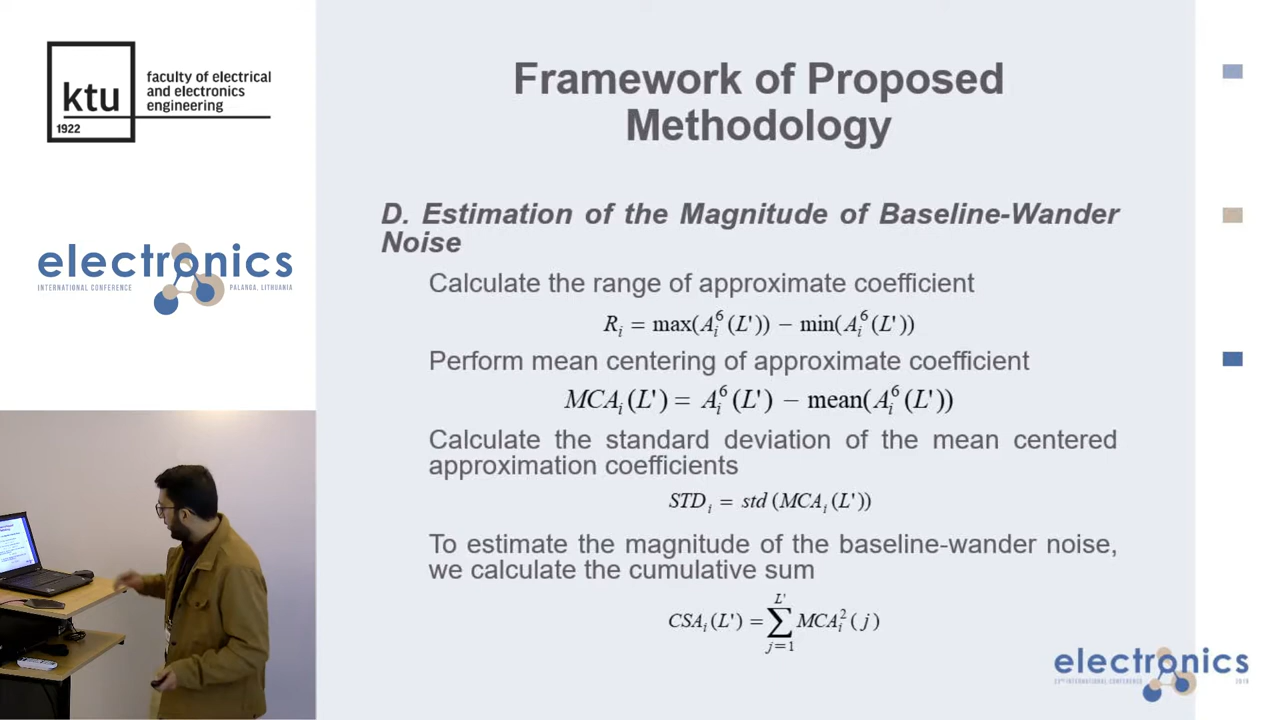 ktu
1922
faculty of electrical
and electronics
engineering
electronics
INTERNATIONAL CONFERENCE
PALANGA, LITHUANIA
Framework of Proposed
Methodology
D. Estimation of the Magnitude of Baseline-Wander
Noise
Calculate the range of approximate coefficient
R_i = max(A_i^6(L')) − min(A_i^6(L'))
Perform mean centering of approximate coefficient
MCA_i(L') = A_i^6(L') − mean(A_i^6(L'))
Calculate the standard deviation of the mean centered
approximation coefficients
STD_i = std (MCA_i(L'))
To estimate the magnitude of the baseline-wander noise,
we calculate the cumulative sum
CSA_i(L') = ∑_{j=1}^{L'} MCA_i^2(j)
electronics
23rd INTERNATIONAL CONFERENCE
2019